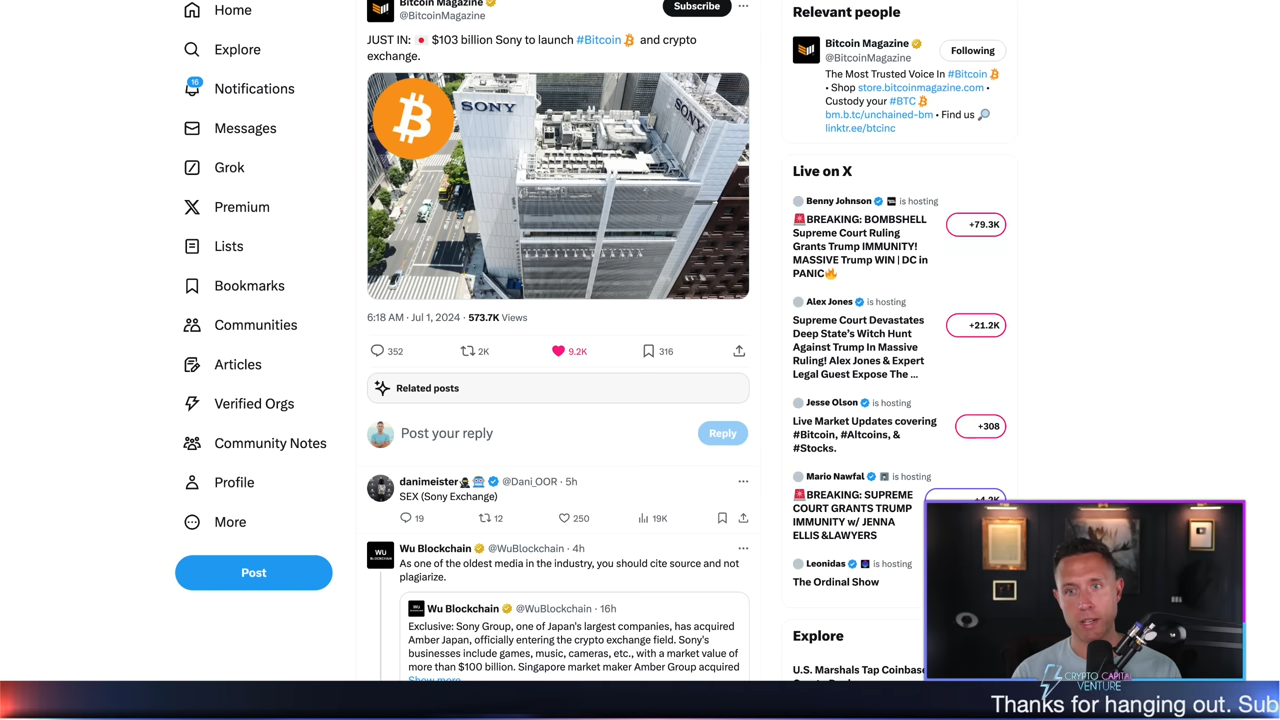 Home
Explore
16
Notifications
Messages
Grok
Premium
Lists
Bookmarks
Communities
Articles
Verified Orgs
Community Notes
Profile
More
Post
Bitcoin Magazine
@BitcoinMagazine
Subscribe
JUST IN: 🇯🇵 $103 billion Sony to launch #Bitcoin and crypto
exchange.
SONY
SONY
6:18 AM · Jul 1, 2024 · 573.7K Views
352
2K
9.2K
316
Related posts
Post your reply
Reply
danimeister @Dani_OOR · 5h
SEX (Sony Exchange)
19
12
250
19K
Wu Blockchain @WuBlockchain · 4h
As one of the oldest media in the industry, you should cite source and not
plagiarize.
Wu Blockchain @WuBlockchain · 16h
Exclusive: Sony Group, one of Japan's largest companies, has acquired
Amber Japan, officially entering the crypto exchange field. Sony's
businesses include games, music, cameras, etc., with a market value of
more than $100 billion. Singapore market maker Amber Group acquired
Show more
Relevant people
Bitcoin Magazine
@BitcoinMagazine
Following
The Most Trusted Voice In #Bitcoin
• Shop store.bitcoinmagazine.com •
Custody your #BTC
bm.b.tc/unchained-bm • Find us 🔎
linktr.ee/btcinc
Live on X
Benny Johnson is hosting
🚨BREAKING: BOMBSHELL
Supreme Court Ruling
Grants Trump IMMUNITY!
MASSIVE Trump WIN | DC in
PANIC🔥
+79.3K
Alex Jones is hosting
Supreme Court Devastates
Deep State's Witch Hunt
Against Trump In Massive
Ruling! Alex Jones & Expert
Legal Guest Expose The ...
+21.2K
Jesse Olson is hosting
Live Market Updates covering
#Bitcoin, #Altcoins, &
#Stocks.
+308
Mario Nawfal is hosting
🚨BREAKING: SUPREME
COURT GRANTS TRUMP
IMMUNITY w/ JENNA
ELLIS &LAWYERS
Leonidas is hosting
The Ordinal Show
Explore
U.S. Marshals Tap Coinbase
CRYPTO CAPITAL
VENTURE
Thanks for hanging out. Sub